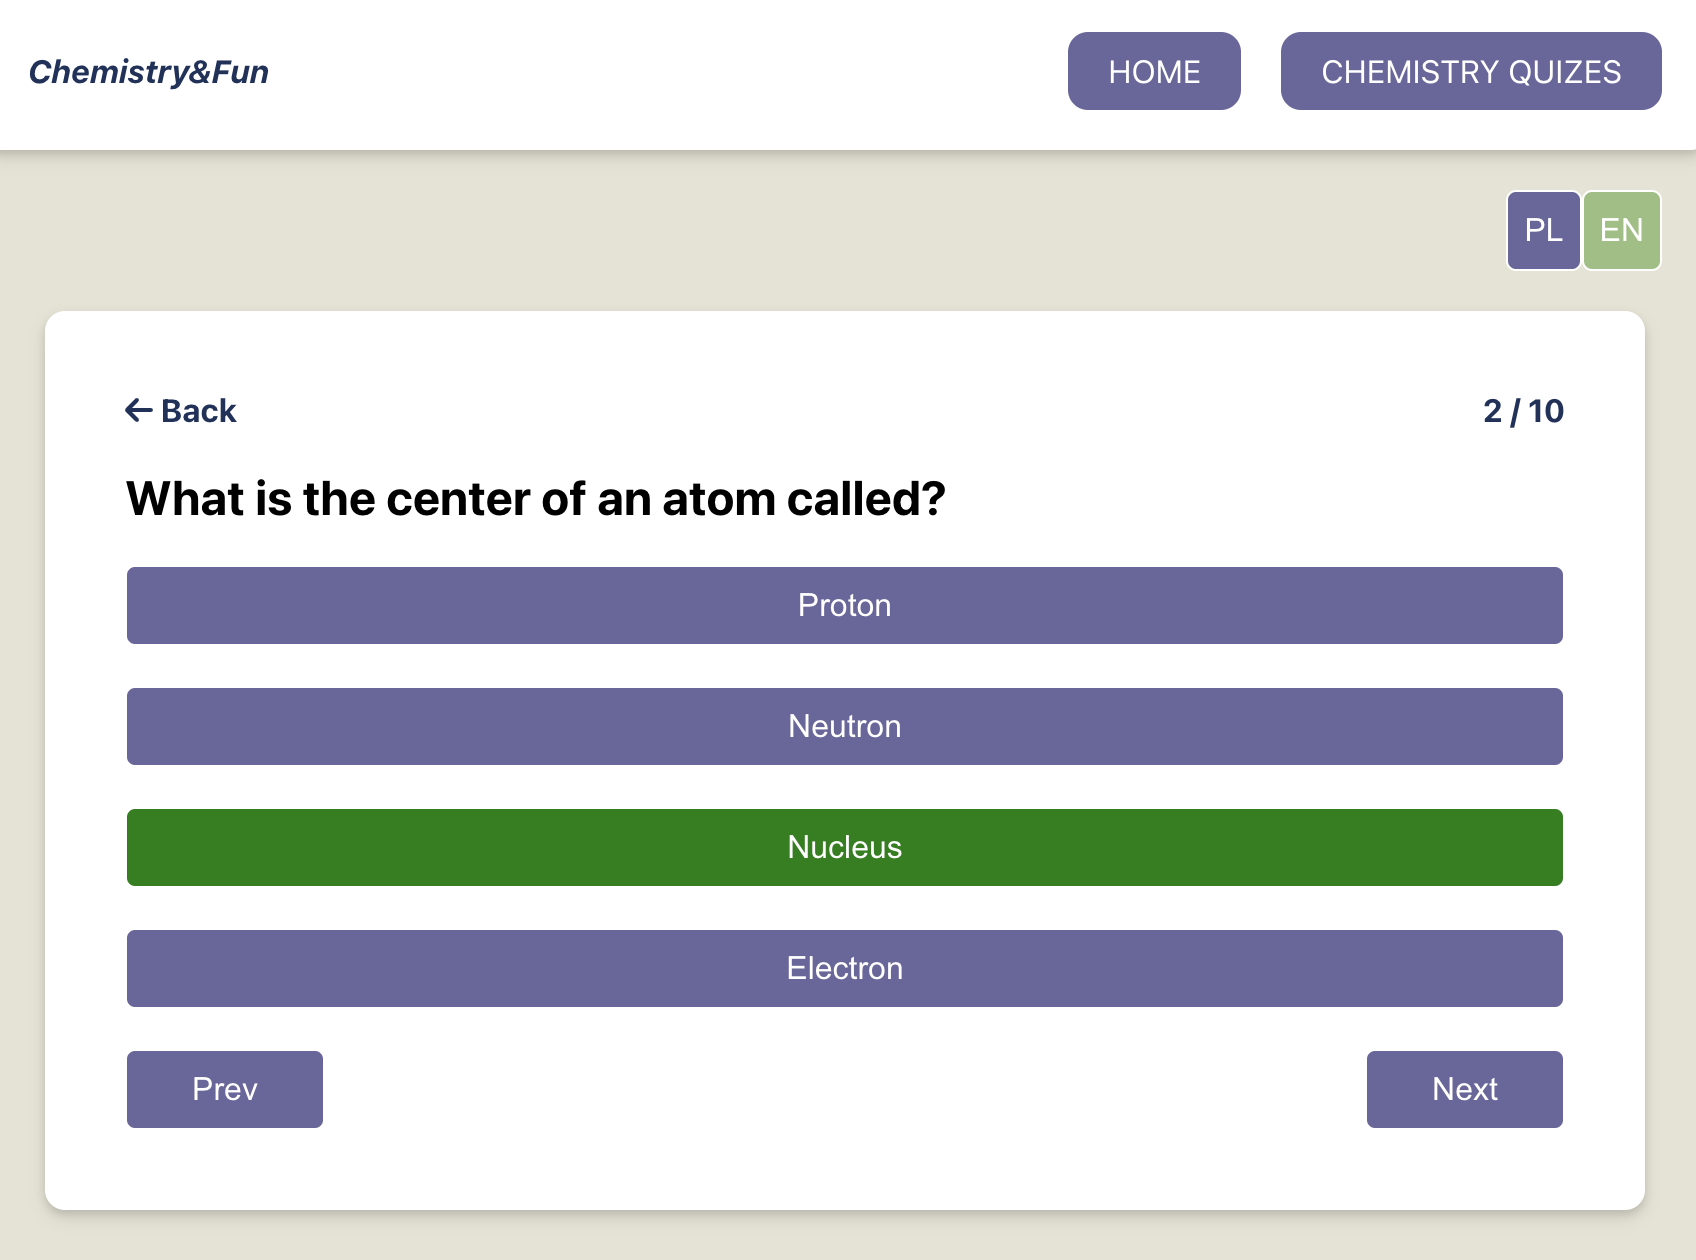 Chemistry&Fun
HOME
CHEMISTRY QUIZES
PL
EN
← Back
2 / 10
What is the center of an atom called?
Proton
Neutron
Nucleus
Electron
Prev
Next